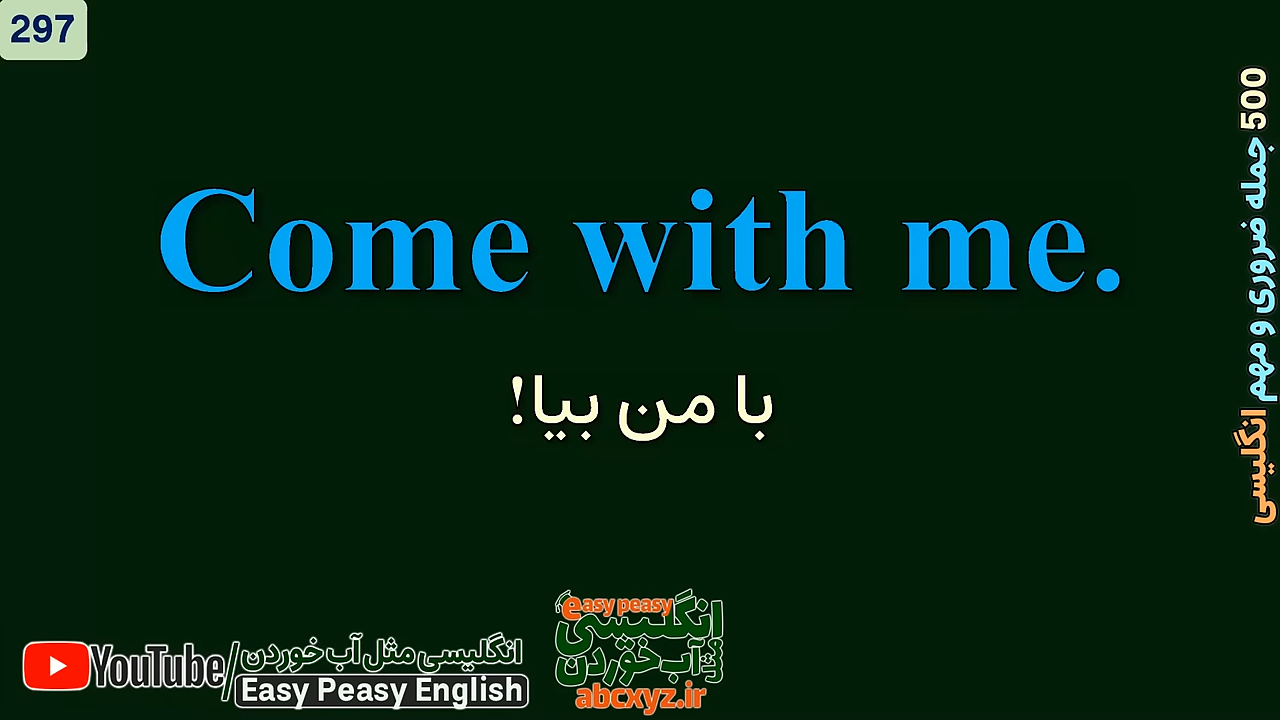 297
Come with me.
با من بیا!
500 جمله ضروری و مهم انگلیسی
YouTube/انگلیسی مثل آب خوردن
Easy Peasy English
easy peasy
انگلیسی
مثل آب خوردن
abcxyz.ir